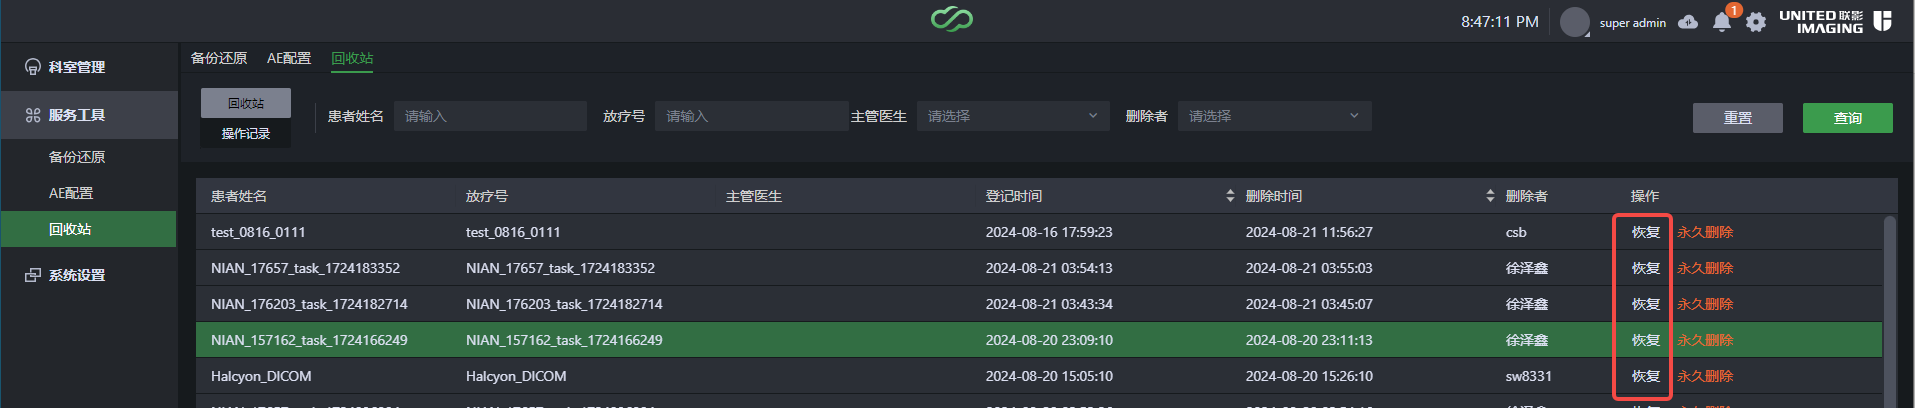 8:47:11 PM super admin 1 UNITED 联影 IMAGING
科室管理
服务工具
备份还原
AE配置
回收站
系统设置
备份还原 AE配置 回收站
回收站
操作记录
患者姓名 请输入 放疗号 请输入 主管医生 请选择 删除者 请选择 重置 查询
患者姓名 放疗号 主管医生 登记时间 删除时间 删除者 操作
test_0816_0111 test_0816_0111 2024-08-16 17:59:23 2024-08-21 11:56:27 csb 恢复 永久删除
NIAN_17657_task_1724183352 NIAN_17657_task_1724183352 2024-08-21 03:54:13 2024-08-21 03:55:03 徐泽鑫 恢复 永久删除
NIAN_176203_task_1724182714 NIAN_176203_task_1724182714 2024-08-21 03:43:34 2024-08-21 03:45:07 徐泽鑫 恢复 永久删除
NIAN_157162_task_1724166249 NIAN_157162_task_1724166249 2024-08-20 23:09:10 2024-08-20 23:11:13 徐泽鑫 恢复 永久删除
Halcyon_DICOM Halcyon_DICOM 2024-08-20 15:05:10 2024-08-20 15:26:10 sw8331 恢复 永久删除